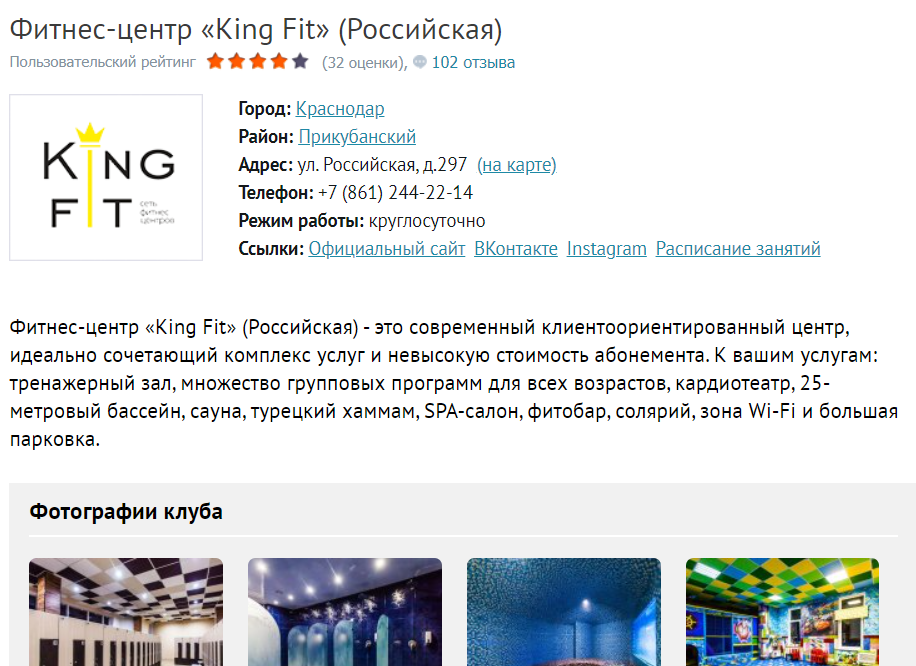 Фитнес-центр «King Fit» (Российская)
Пользовательский рейтинг (32 оценки), 102 отзыва
KING
FIT
сеть
фитнес
центров
Город: Краснодар
Район: Прикубанский
Адрес: ул. Российская, д.297 (на карте)
Телефон: +7 (861) 244-22-14
Режим работы: круглосуточно
Ссылки: Официальный сайт ВКонтакте Instagram Расписание занятий
Фитнес-центр «King Fit» (Российская) - это современный клиентоориентированный центр,
идеально сочетающий комплекс услуг и невысокую стоимость абонемента. К вашим услугам:
тренажерный зал, множество групповых программ для всех возрастов, кардиотеатр, 25-
метровый бассейн, сауна, турецкий хаммам, SPA-салон, фитобар, солярий, зона Wi-Fi и большая
парковка.
Фотографии клуба